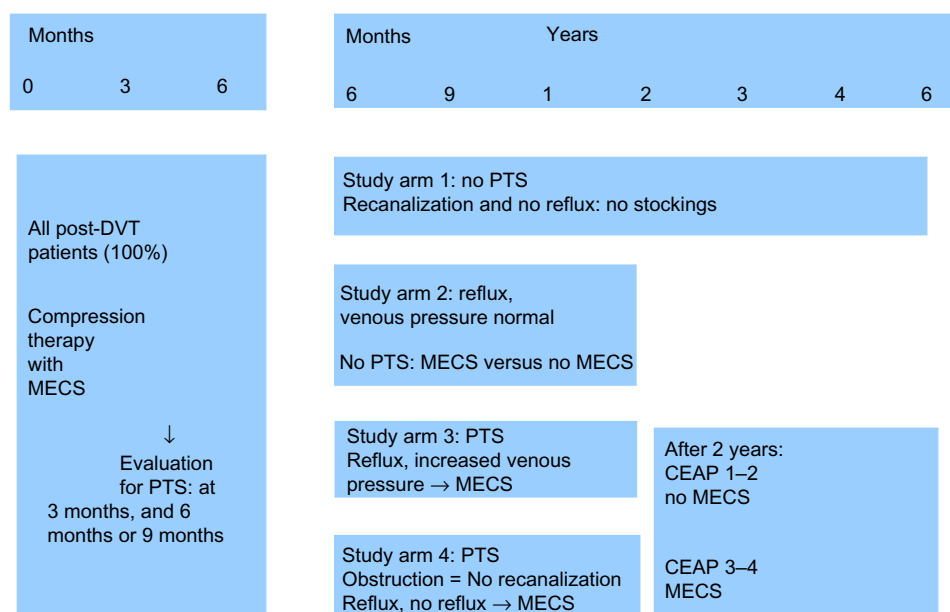 Months
0 3 6
Months Years
6 9 1 2 3 4 6
All post-DVT
patients (100%)
Compression
therapy
with
MECS
↓
Evaluation
for PTS: at
3 months, and 6
months or 9 months
Study arm 1: no PTS
Recanalization and no reflux: no stockings
Study arm 2: reflux,
venous pressure normal
No PTS: MECS versus no MECS
Study arm 3: PTS
Reflux, increased venous
pressure → MECS
Study arm 4: PTS
Obstruction = No recanalization
Reflux, no reflux → MECS
After 2 years:
CEAP 1–2
no MECS
CEAP 3–4
MECS